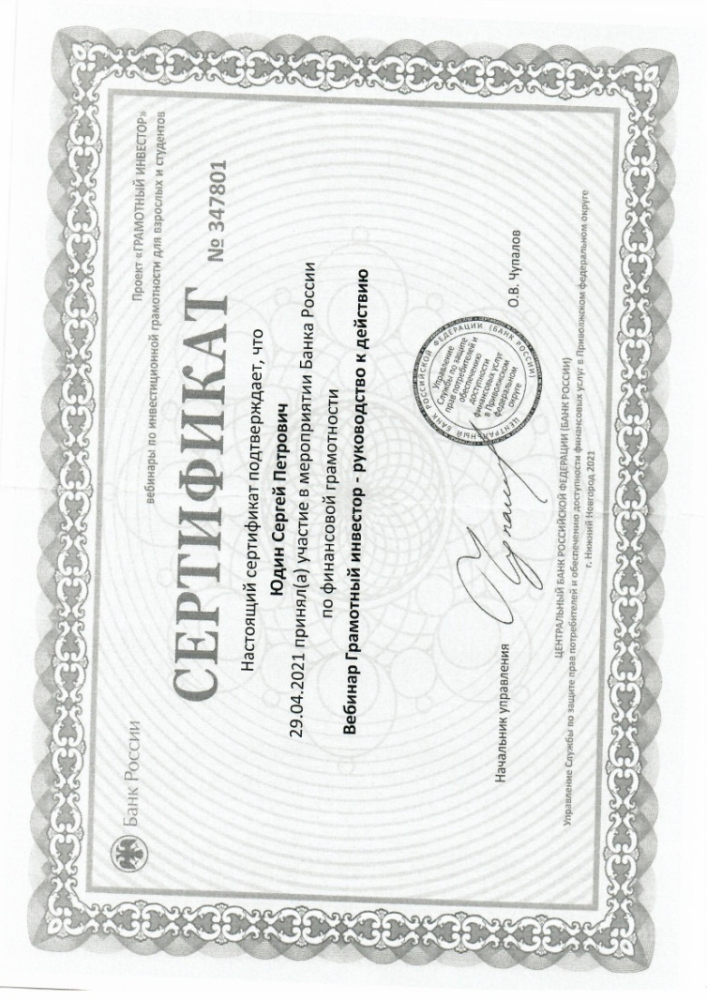 Банк России
Проект «ГРАМОТНЫЙ ИНВЕСТОР»
вебинары по инвестиционной грамотности для взрослых и студентов
СЕРТИФИКАТ № 347801
Настоящий сертификат подтверждает, что
Юдин Сергей Петрович
29.04.2021 принял(а) участие в мероприятии Банка России
по финансовой грамотности
Вебинар Грамотный инвестор - руководство к действию
Начальник управления
О.В. Чупалов
ЦЕНТРАЛЬНЫЙ БАНК РОССИЙСКОЙ ФЕДЕРАЦИИ (БАНК РОССИИ)
Управление
Службы по защите
прав потребителей и
обеспечению
доступности
финансовых услуг
в Приволжском
федеральном
округе
ЦЕНТРАЛЬНЫЙ БАНК РОССИЙСКОЙ ФЕДЕРАЦИИ (БАНК РОССИИ)
Управление Службы по защите прав потребителей и обеспечению доступности финансовых услуг в Приволжском федеральном округе
г. Нижний Новгород 2021